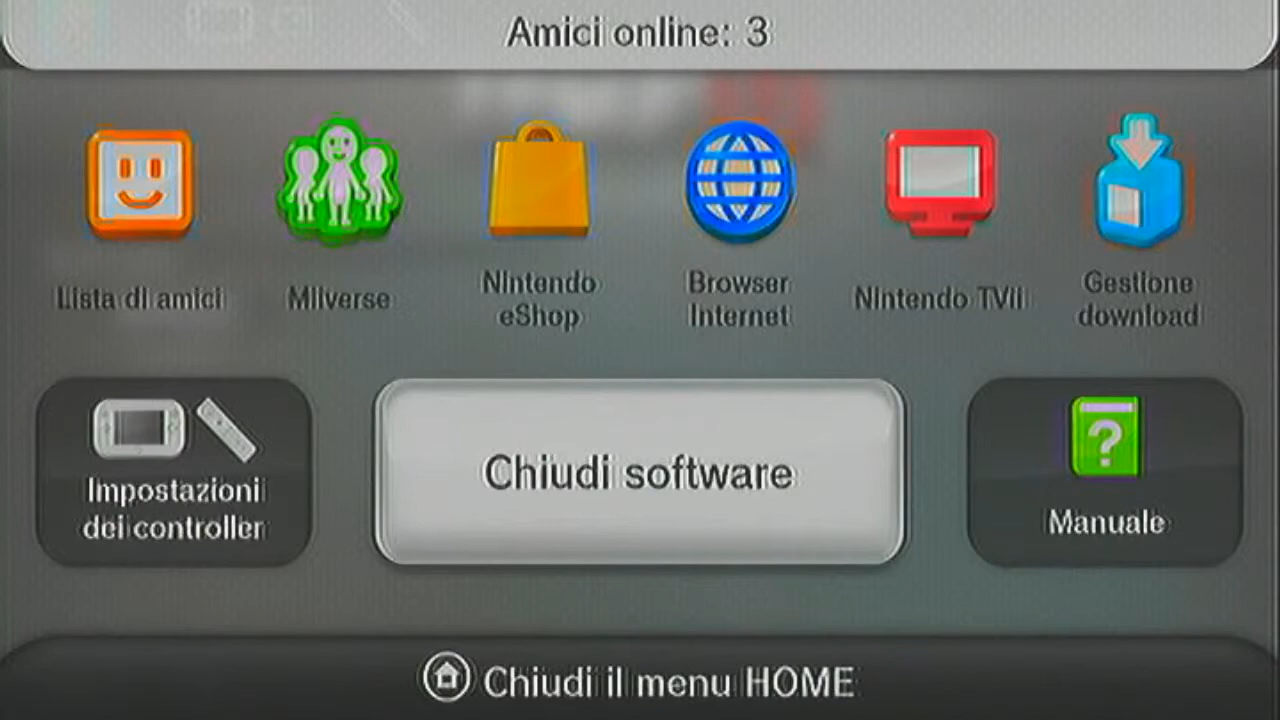 Amici online: 3
Lista di amici
Miiverse
Nintendo
eShop
Browser
Internet
Nintendo TVii
Gestione
download
Impostazioni
dei controller
Chiudi software
?
Manuale
Chiudi il menu HOME